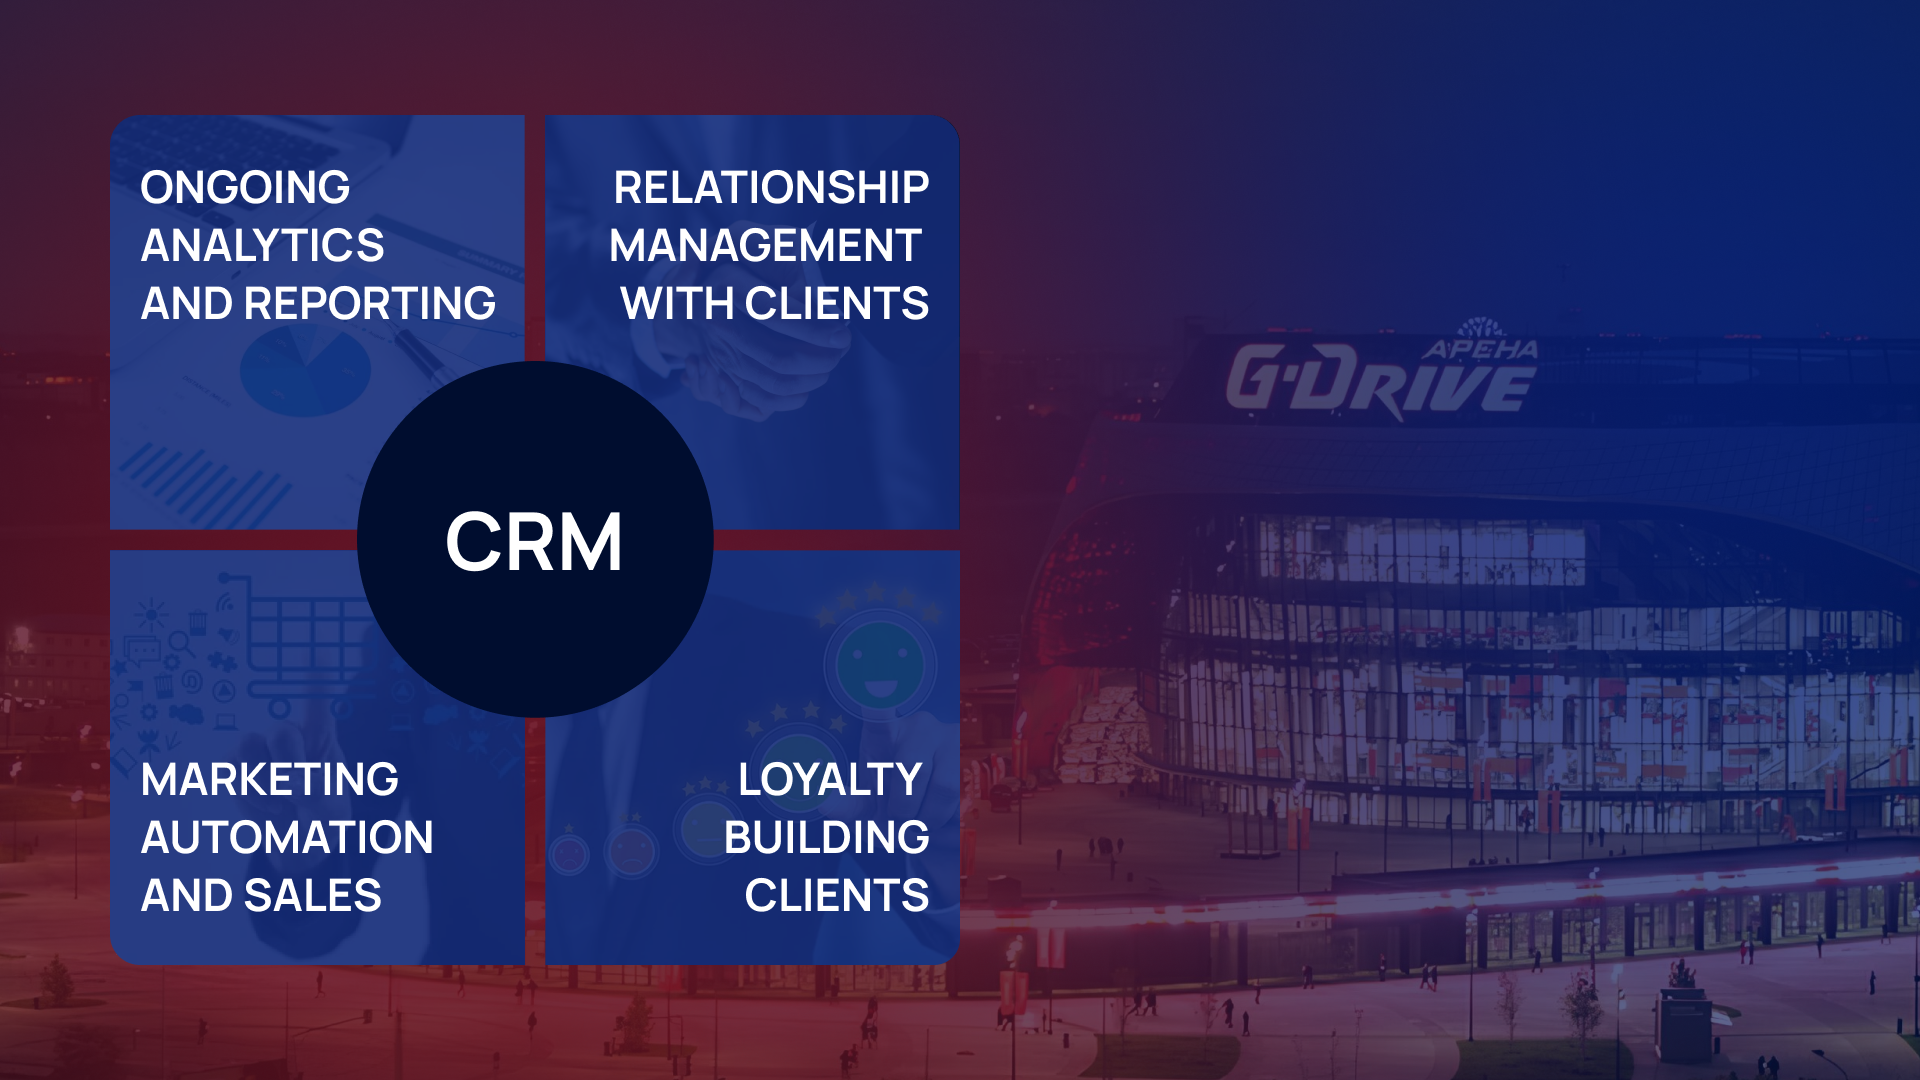 ONGOING
ANALYTICS
AND REPORTING
RELATIONSHIP
MANAGEMENT
WITH CLIENTS
CRM
MARKETING
AUTOMATION
AND SALES
LOYALTY
BUILDING
CLIENTS
АРЕНА
G-DRIVE